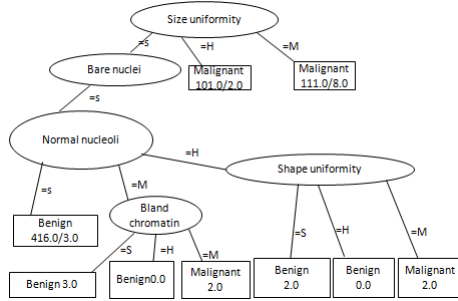 Size uniformity
=s
=H
=M
Bare nuclei
Malignant
101.0/2.0
Malignant
111.0/8.0
=s
Normal nucleoli
=H
Shape uniformity
=s
=M
Benign
416.0/3.0
Bland
chromatin
=S
=H
=M
=S
=H
=M
Benign 3.0
Benign0.0
Malignant
2.0
Benign
2.0
Benign
0.0
Malignant
2.0